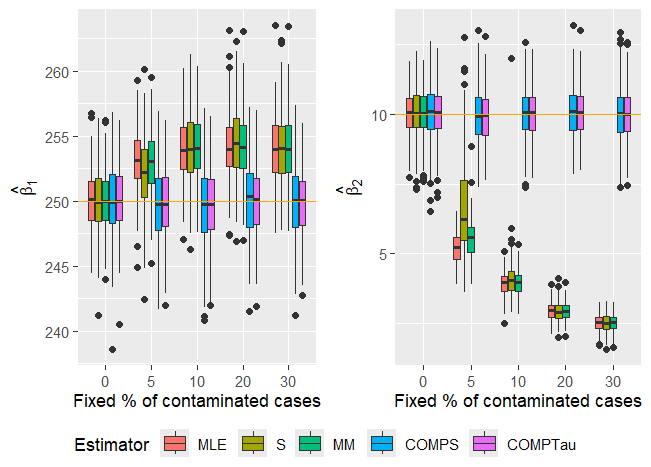 260
255
250
245
240
β̂1
0 5 10 20 30
Fixed % of contaminated cases
10
5
β̂2
0 5 10 20 30
Fixed % of contaminated cases
Estimator MLE S MM COMPS COMPTau